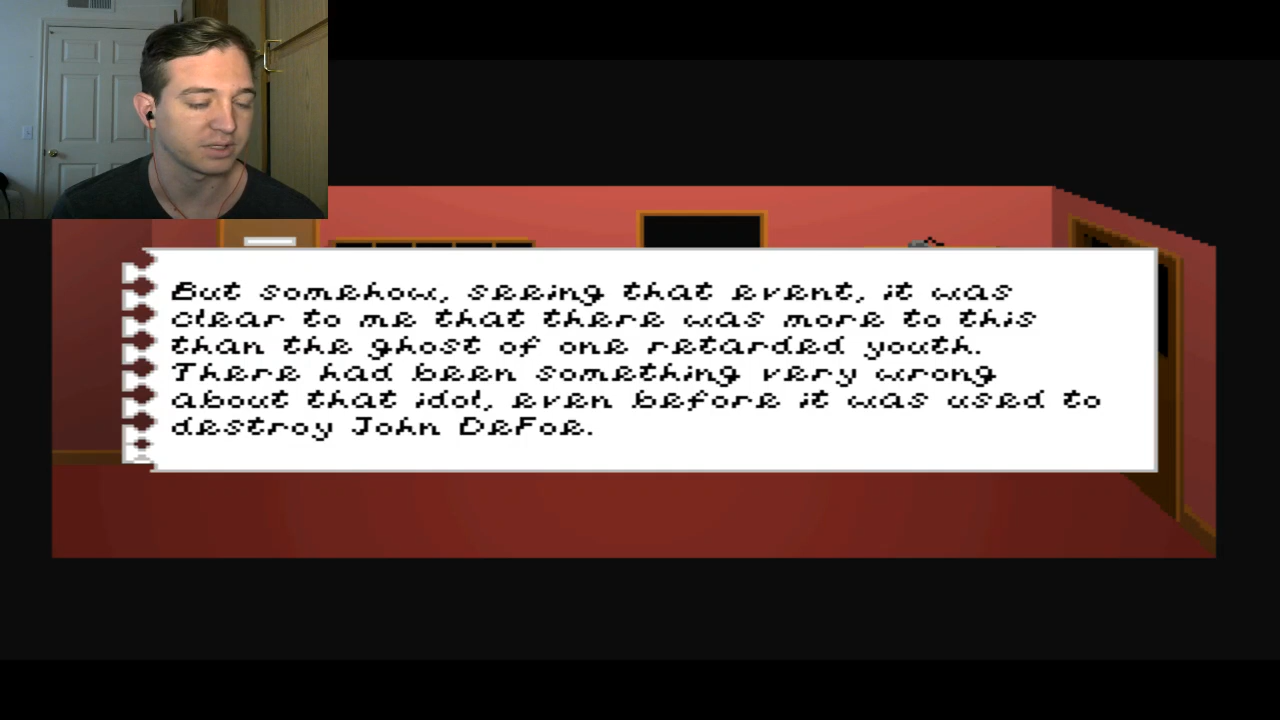 But somehow, seeing that event, it was
clear to me that there was more to this
than the ghost of one retarded youth.
There had been something very wrong
about that idol, even before it was used to
destroy John DeFoe.